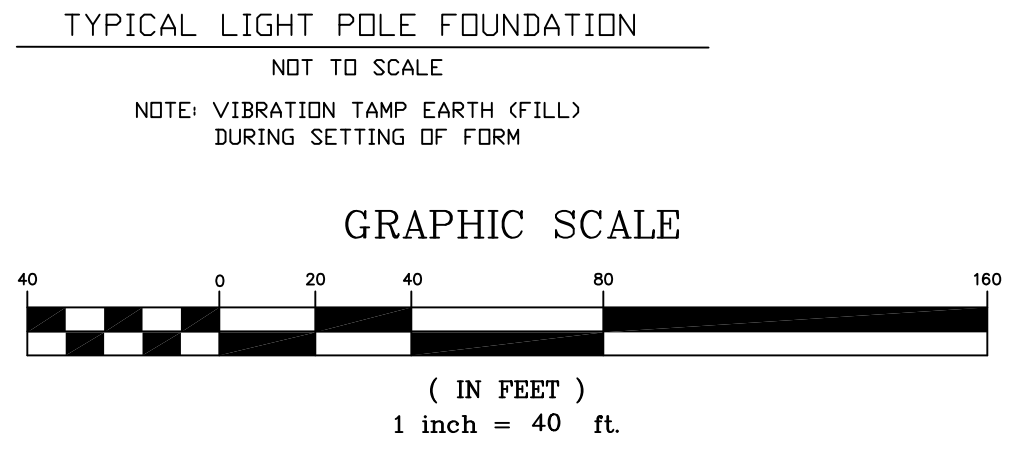 TYPICAL LIGHT POLE FOUNDATION
NOT TO SCALE
NOTE: VIBRATION TAMP EARTH (FILL)
DURING SETTING OF FORM
GRAPHIC SCALE
40 0 20 40 80 160
( IN FEET )
1 inch = 40 ft.